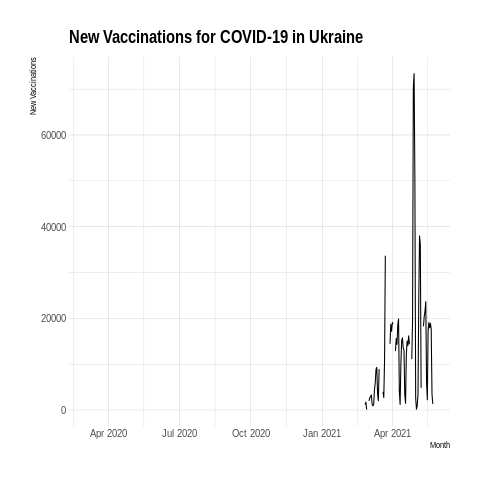 New Vaccinations for COVID-19 in Ukraine
New Vaccinations
60000
40000
20000
0
Apr 2020
Jul 2020
Oct 2020
Jan 2021
Apr 2021
Month